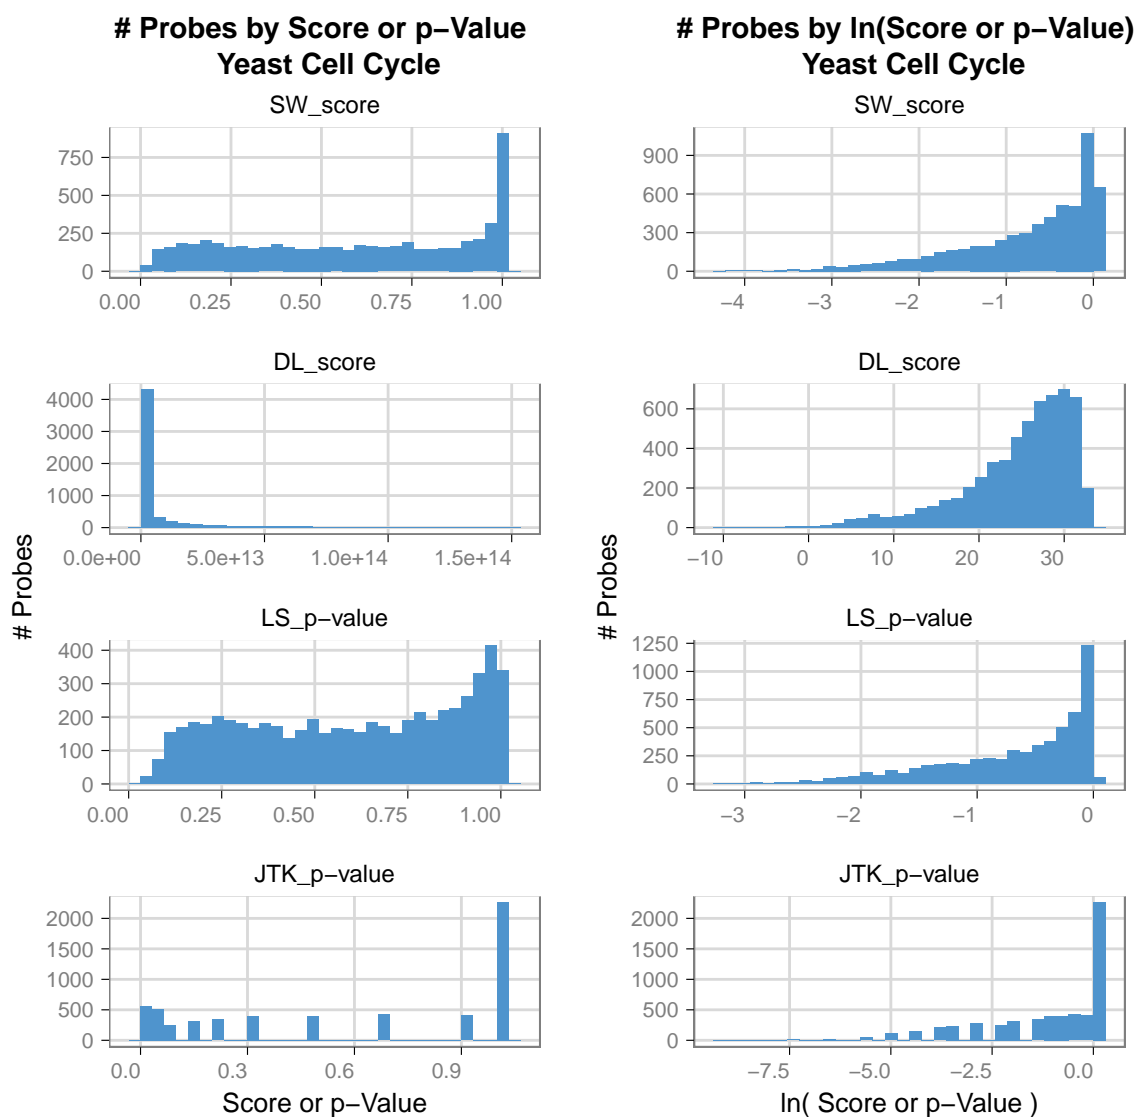 # Probes by Score or p−Value
Yeast Cell Cycle
SW_score
750
500
250
0
0.00 0.25 0.50 0.75 1.00
DL_score
4000
3000
2000
1000
0
0.0e+00 5.0e+13 1.0e+14 1.5e+14
LS_p−value
400
300
200
100
0
0.00 0.25 0.50 0.75 1.00
JTK_p−value
2000
1500
1000
500
0
0.0 0.3 0.6 0.9
Score or p−Value
# Probes
# Probes by ln(Score or p−Value)
Yeast Cell Cycle
SW_score
900
600
300
0
−4 −3 −2 −1 0
DL_score
600
400
200
0
−10 0 10 20 30
LS_p−value
1250
1000
750
500
250
0
−3 −2 −1 0
JTK_p−value
2000
1500
1000
500
0
−7.5 −5.0 −2.5 0.0
ln( Score or p−Value )
# Probes